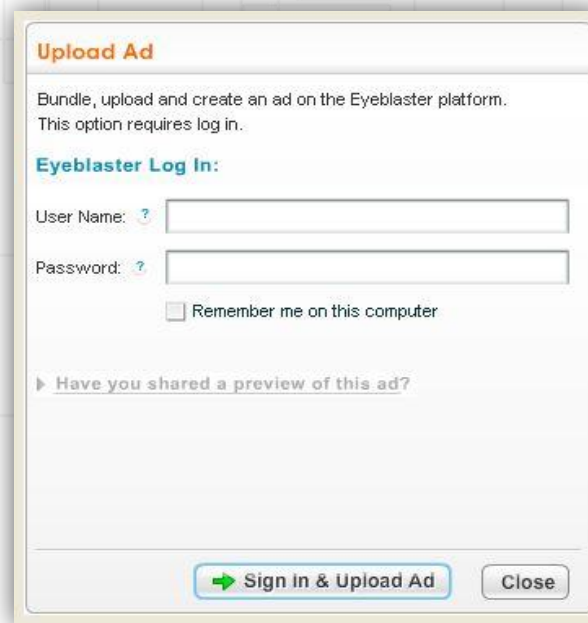 Upload Ad
Bundle, upload and create an ad on the Eyeblaster platform.
This option requires log in.
Eyeblaster Log In:
User Name: ?
Password: ?
Remember me on this computer
Have you shared a preview of this ad?
Sign In & Upload Ad
Close